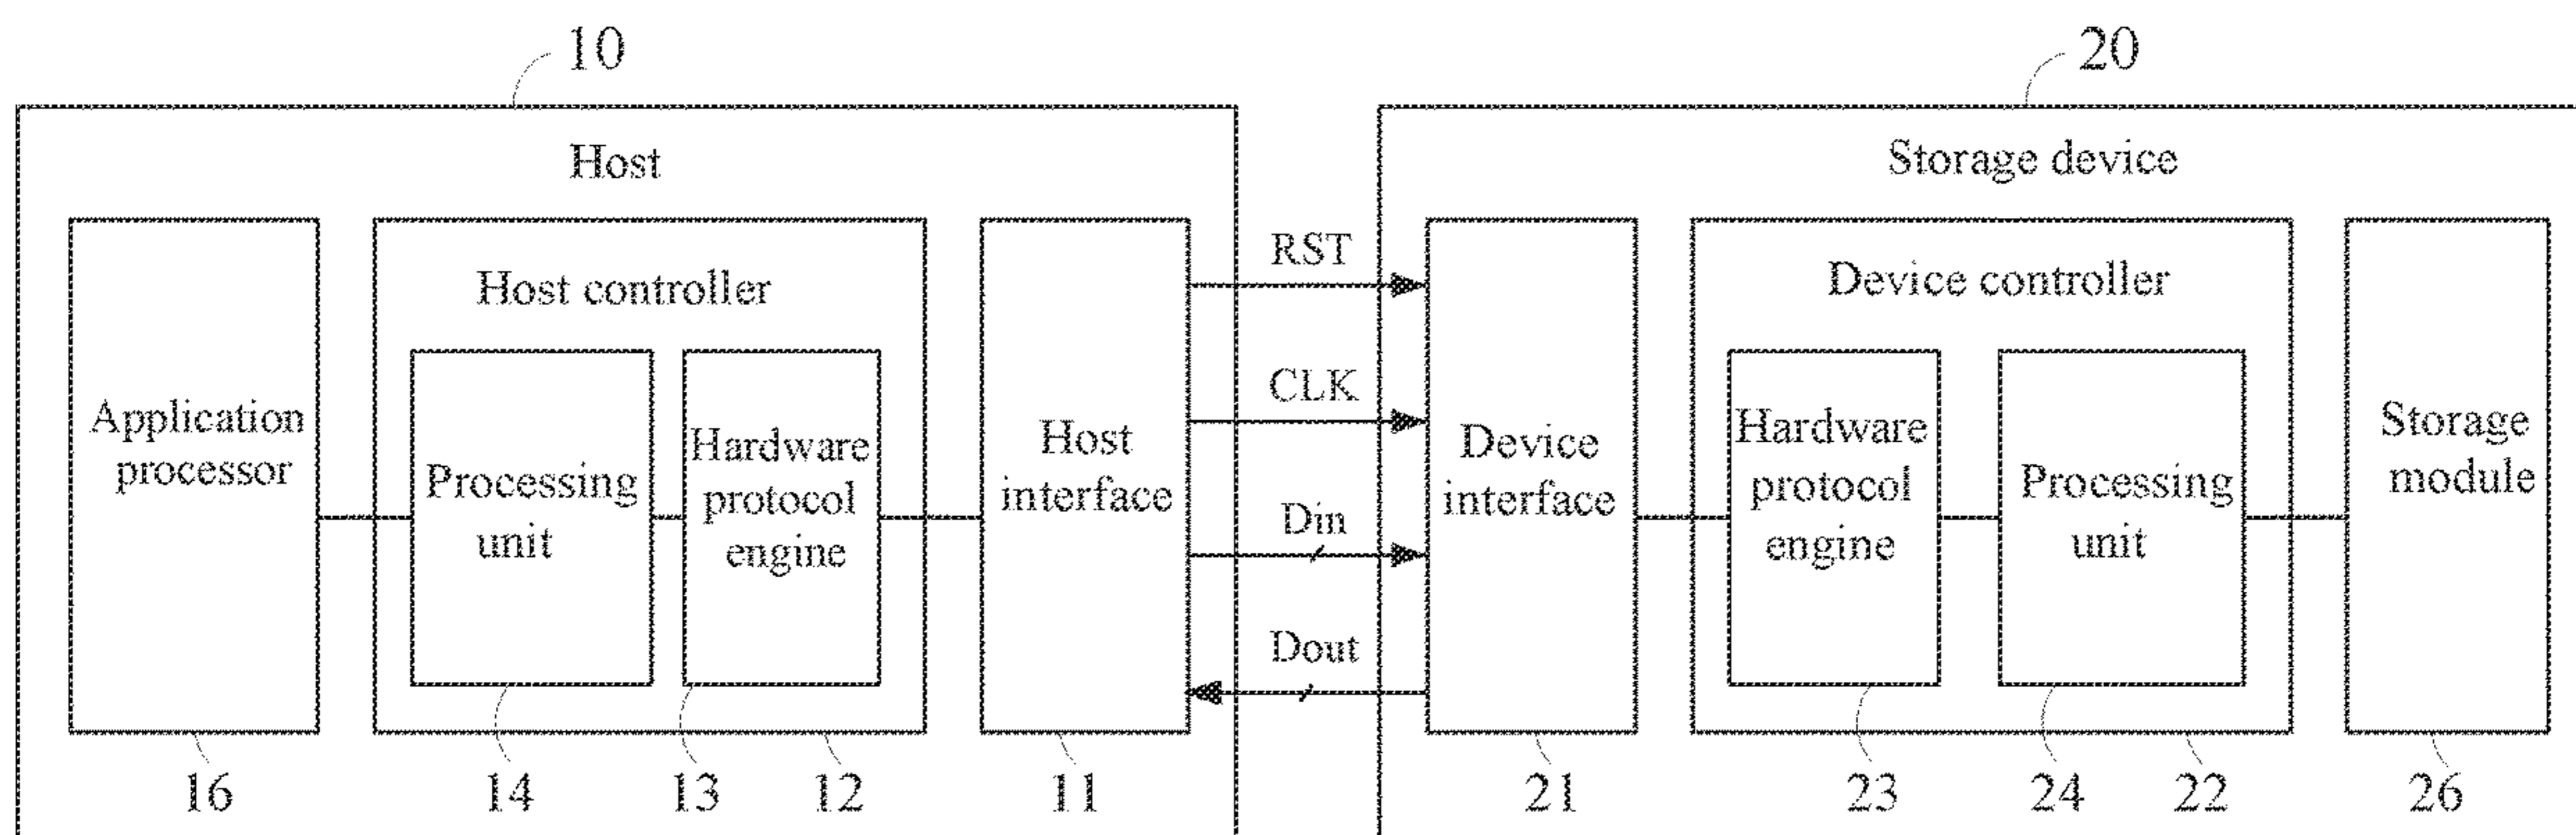 10
20
Host
Storage device
Application
processor
Host controller
Processing
unit
Hardware
protocol
engine
Host
interface
RST
CLK
Din
Dout
Device
interface
Device controller
Hardware
protocol
engine
Processing
unit
Storage
module
16
14
13
12
11
21
23
24
22
26